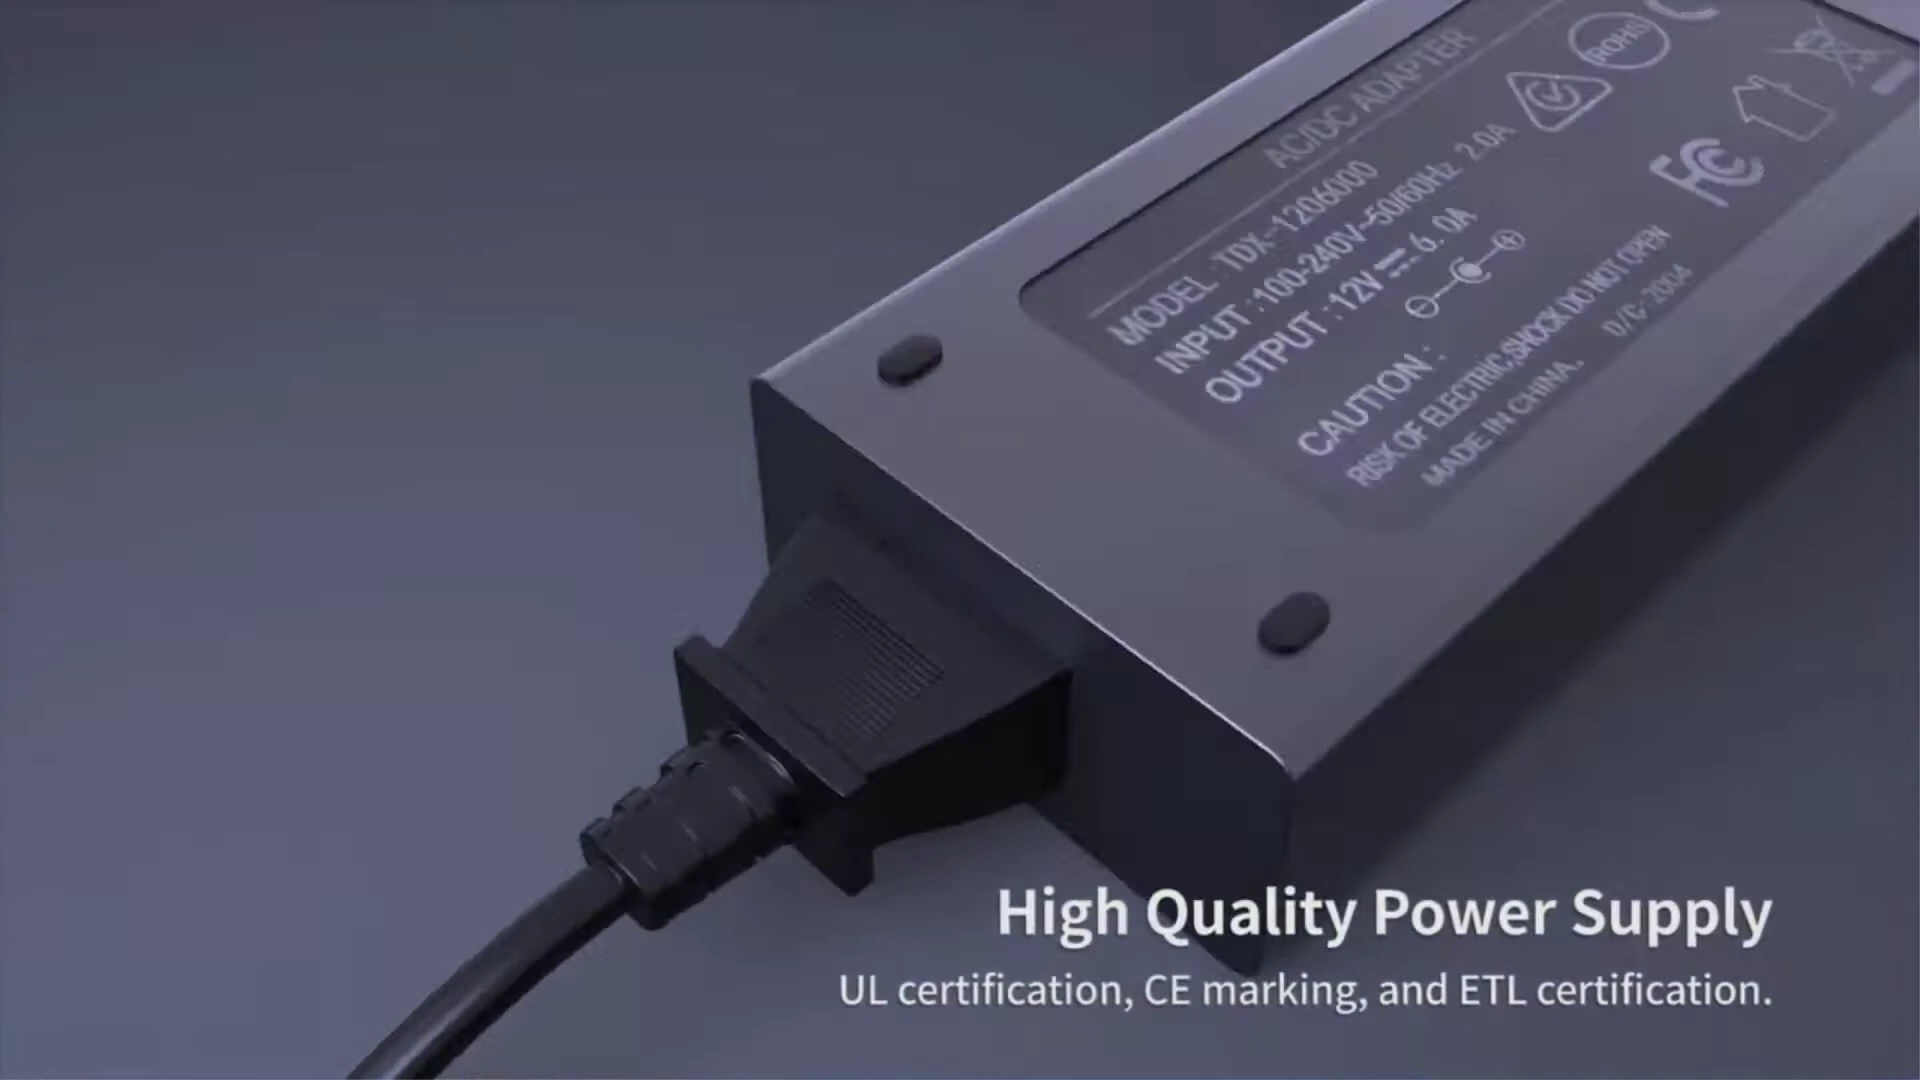 AC/DC ADAPTER
MODEL : TDX-1206000
INPUT : 100-240V~50/60Hz 2.0A
OUTPUT : 12V 6.0A
CAUTION :
RISK OF ELECTRIC,SHOCK DO NOT OPEN
MADE IN CHINA. D/C: 2004
ROHS
FC
High Quality Power Supply
UL certification, CE marking, and ETL certification.